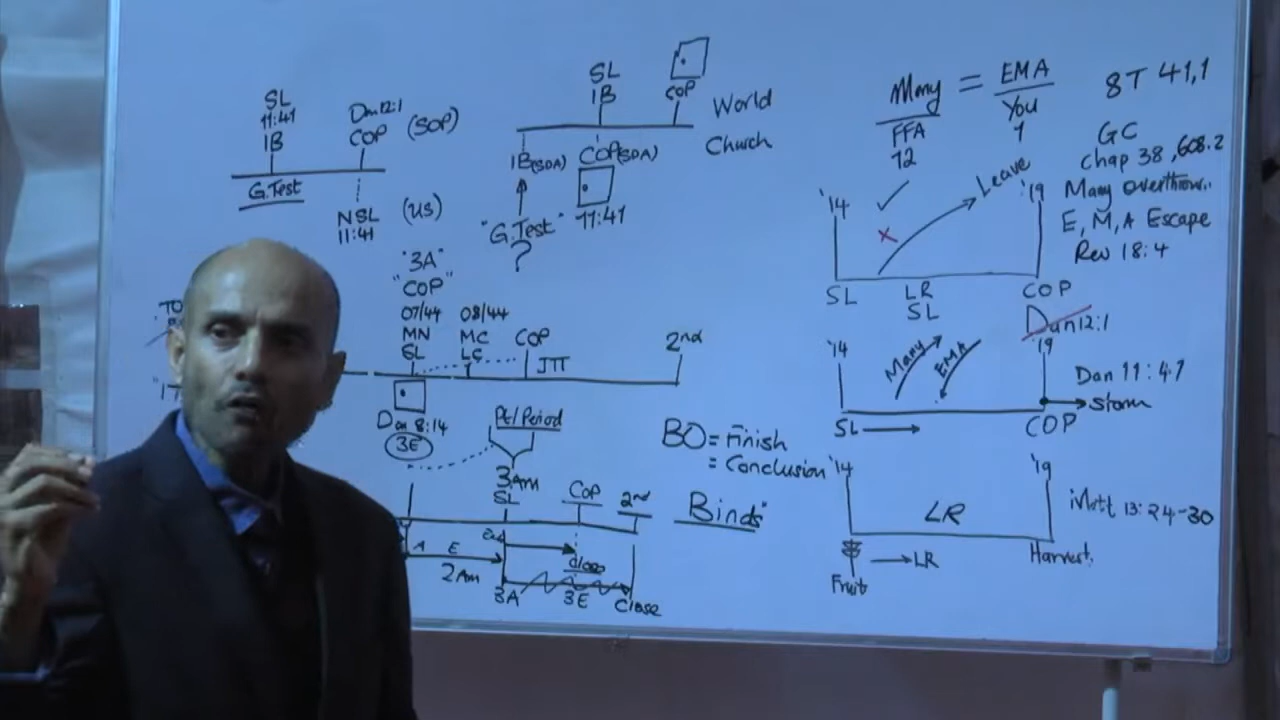 SL
11:41
IB
Dan 12:1
COP (SOP)
G.Test
NSL (US)
11:41
SL
IB
COP
World
IB(SDA) COP(SDA)
Church
"G.Test" 11:41
?
Many = EMA
FFA You
12 1
8T 41,1
GC
Chap 38, 608.2
Many overthrow..
E, M, A Escape
Rev 18:4
'14 Leave '19
SL LR COP
SL
Dan 12:1
"3A"
"COP"
07/44 08/44
MN MC COP
SL LC JTT 2nd
Dan 8:14
3E
Pt/Period
3AM
SL COP 2nd
A E
2AM
close
3A 3E Close
BO = Finish
= Conclusion
"Binds"
'14 Many EMA '19
Dan 11:41
Storm
SL COP
'14 '19
LR
Matt 13:24-30
LR
Fruit Harvest.